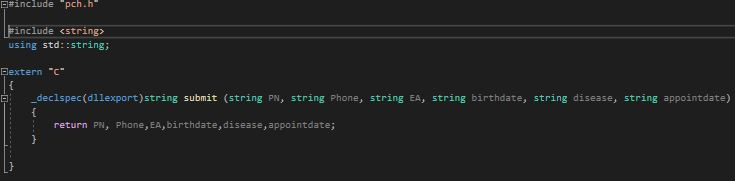 #include "pch.h"
#include <string>
using std::string;
extern "C"
{
_declspec(dllexport)string submit (string PN, string Phone, string EA, string birthdate, string disease, string appointdate)
{
return PN, Phone,EA,birthdate,disease,appointdate;
}
}